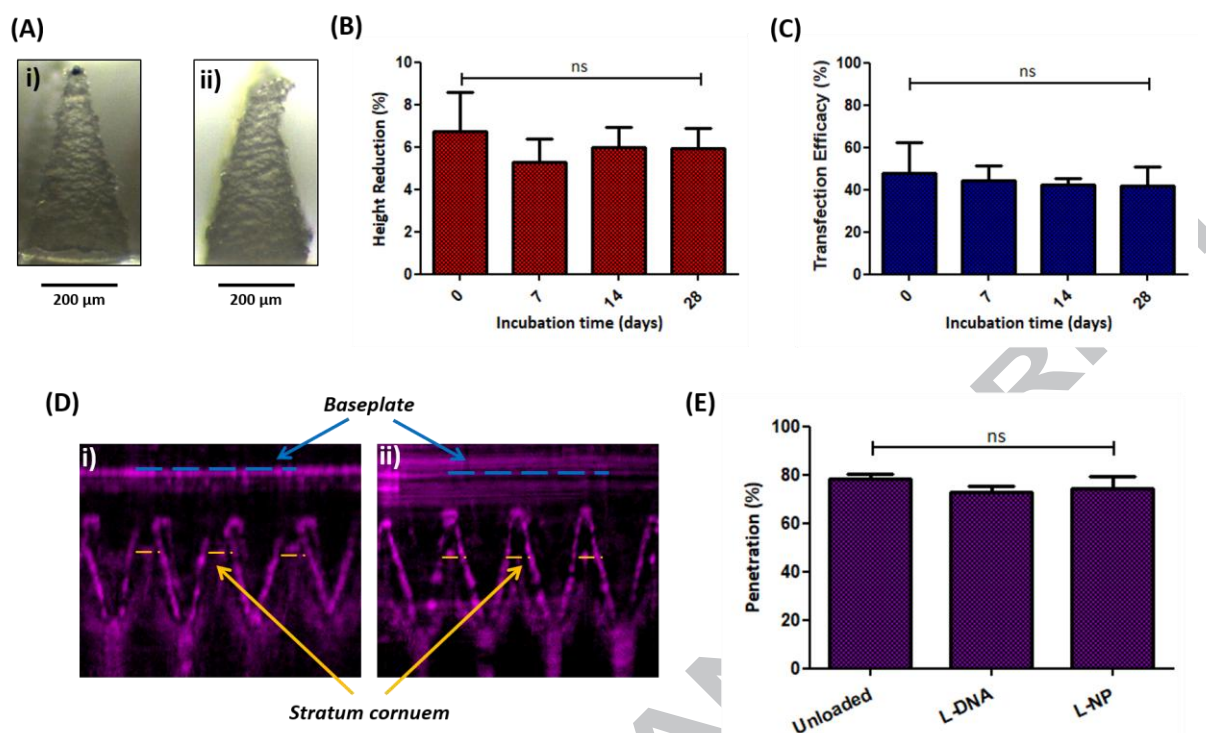 (A)
i)
ii)
200 μm
200 μm
(B)
ns
Height Reduction (%)
10
8
6
4
2
0
0
7
14
28
Incubation time (days)
(C)
ns
Transfection Efficacy (%)
100
80
60
40
20
0
0
7
14
28
Incubation time (days)
(D)
Baseplate
i)
ii)
Stratum cornuem
(E)
ns
Penetration (%)
100
80
60
40
20
0
Unloaded
L-DNA
L-NP